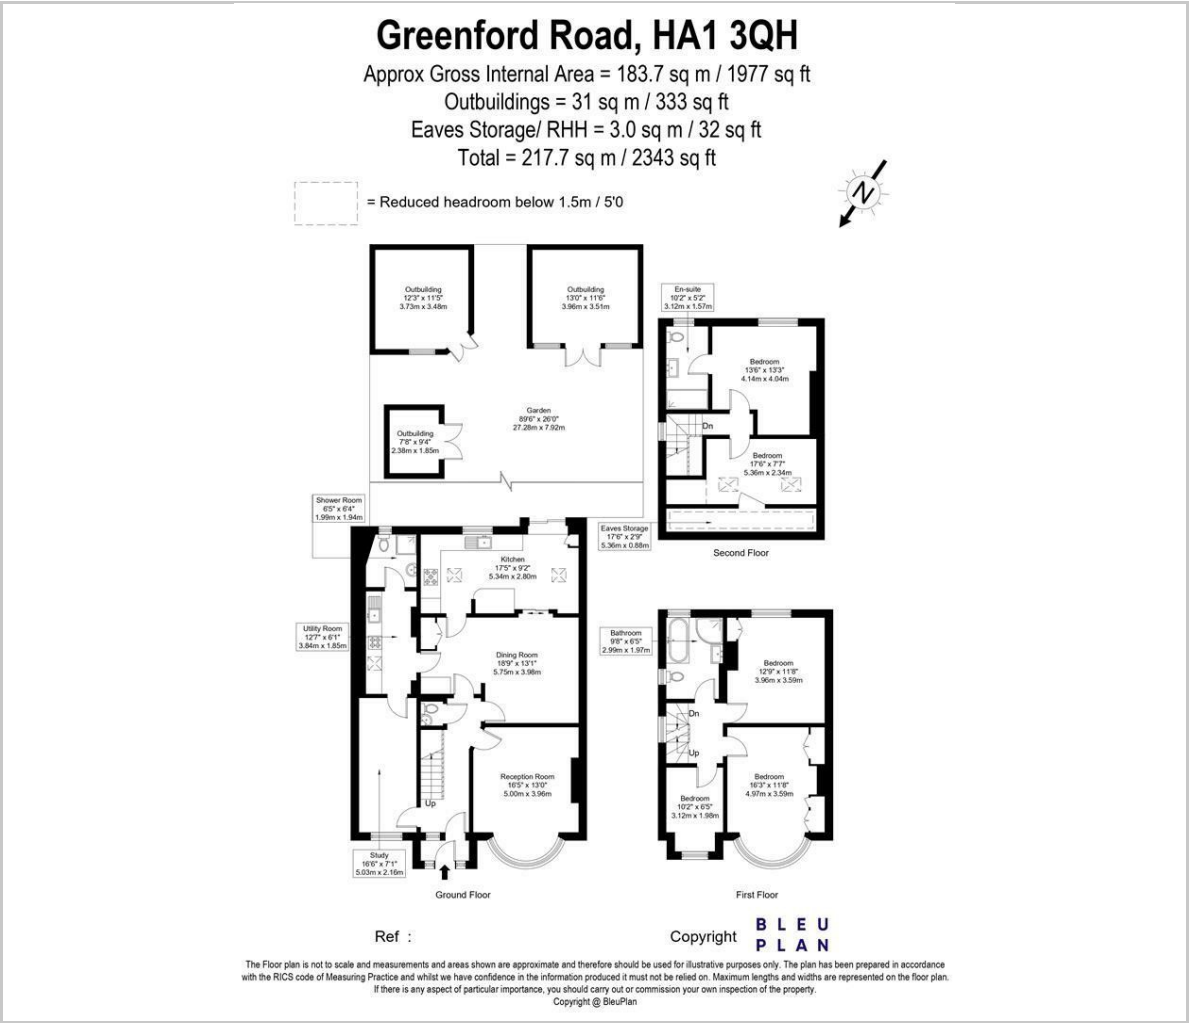 Greenford Road, HA1 3QH
Approx Gross Internal Area = 183.7 sq m / 1977 sq ft
Outbuildings = 31 sq m / 333 sq ft
Eaves Storage/ RHH = 3.0 sq m / 32 sq ft
Total = 217.7 sq m / 2343 sq ft
= Reduced headroom below 1.5m / 5'0
N
Outbuilding
12'3" x 11'5"
3.73m x 3.48m
Outbuilding
13'0" x 11'6"
3.96m x 3.51m
Garden
89'6" x 26'0"
27.28m x 7.92m
Outbuilding
7'8" x 9'4"
2.38m x 1.85m
En-suite
10'2" x 5'2"
3.12m x 1.57m
Bedroom
13'6" x 13'3"
4.14m x 4.04m
Dn
Bedroom
17'6" x 7'7"
5.36m x 2.34m
Eaves Storage
17'6" x 2'9"
5.36m x 0.88m
Second Floor
Shower Room
6'5" x 6'4"
1.99m x 1.94m
Kitchen
17'5" x 9'2"
5.34m x 2.80m
Utility Room
12'7" x 6'1"
3.84m x 1.85m
Dining Room
18'9" x 13'1"
5.75m x 3.98m
Reception Room
16'5" x 13'0"
5.00m x 3.96m
Up
Study
16'6" x 7'1"
5.03m x 2.16m
Ground Floor
Bathroom
9'8" x 6'5"
2.99m x 1.97m
Bedroom
12'9" x 11'8"
3.96m x 3.59m
Dn
Up
Bedroom
16'3" x 11'8"
4.97m x 3.59m
Bedroom
10'2" x 6'5"
3.12m x 1.98m
First Floor
Ref :
Copyright
BLEU
PLAN
The Floor plan is not to scale and measurements and areas shown are approximate and therefore should be used for illustrative purposes only. The plan has been prepared in accordance
with the RICS code of Measuring Practice and whilst we have confidence in the information produced it must not be relied on. Maximum lengths and widths are represented on the floor plan.
If there is any aspect of particular importance, you should carry out or commission your own inspection of the property.
Copyright @ BleuPlan